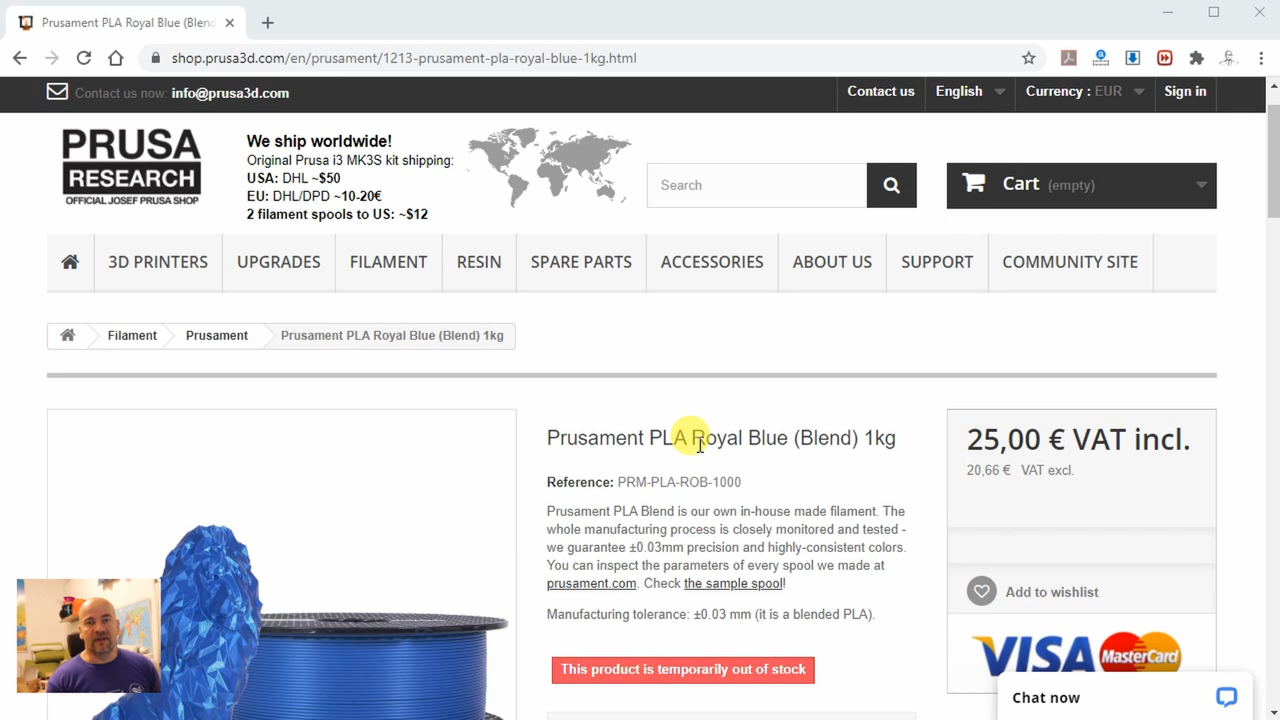 Prusament PLA Royal Blue (Blend
shop.prusa3d.com/en/prusament/1213-prusament-pla-royal-blue-1kg.html
Contact us now: info@prusa3d.com
Contact us
English
Currency : EUR
Sign in
PRUSA
RESEARCH
OFFICIAL JOSEF PRUSA SHOP
We ship worldwide!
Original Prusa i3 MK3S kit shipping:
USA: DHL ~$50
EU: DHL/DPD ~10-20€
2 filament spools to US: ~$12
Search
Cart (empty)
3D PRINTERS
UPGRADES
FILAMENT
RESIN
SPARE PARTS
ACCESSORIES
ABOUT US
SUPPORT
COMMUNITY SITE
Filament
Prusament
Prusament PLA Royal Blue (Blend) 1kg
Prusament PLA Royal Blue (Blend) 1kg
Reference: PRM-PLA-ROB-1000
Prusament PLA Blend is our own in-house made filament. The
whole manufacturing process is closely monitored and tested -
we guarantee ±0.03mm precision and highly-consistent colors.
You can inspect the parameters of every spool we made at
prusament.com. Check the sample spool!
Manufacturing tolerance: ±0.03 mm (it is a blended PLA).
This product is temporarily out of stock
25,00 € VAT incl.
20,66 € VAT excl.
Add to wishlist
VISA
MasterCard
Chat now